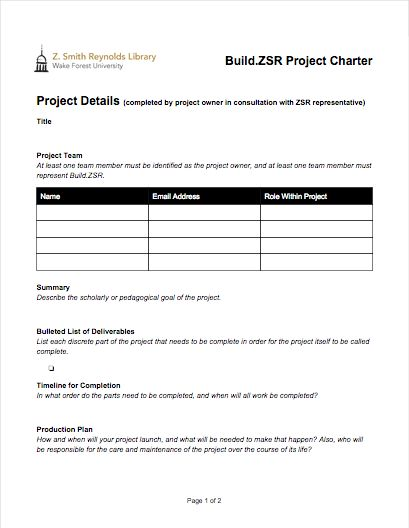 Z. Smith Reynolds Library
Wake Forest University
Build.ZSR Project Charter
Project Details (completed by project owner in consultation with ZSR representative)
Title
Project Team
At least one team member must be identified as the project owner, and at least one team member must
represent Build.ZSR.
Name Email Address Role Within Project
Summary
Describe the scholarly or pedagogical goal of the project.
Bulleted List of Deliverables
List each discrete part of the project that needs to be complete in order for the project itself to be called
complete.
❏
Timeline for Completion
In what order do the parts need to be completed, and when will all work be completed?
Production Plan
How and when will your project launch, and what will be needed to make that happen? Also, who will
be responsible for the care and maintenance of the project over the course of its life?
Page 1 of 2